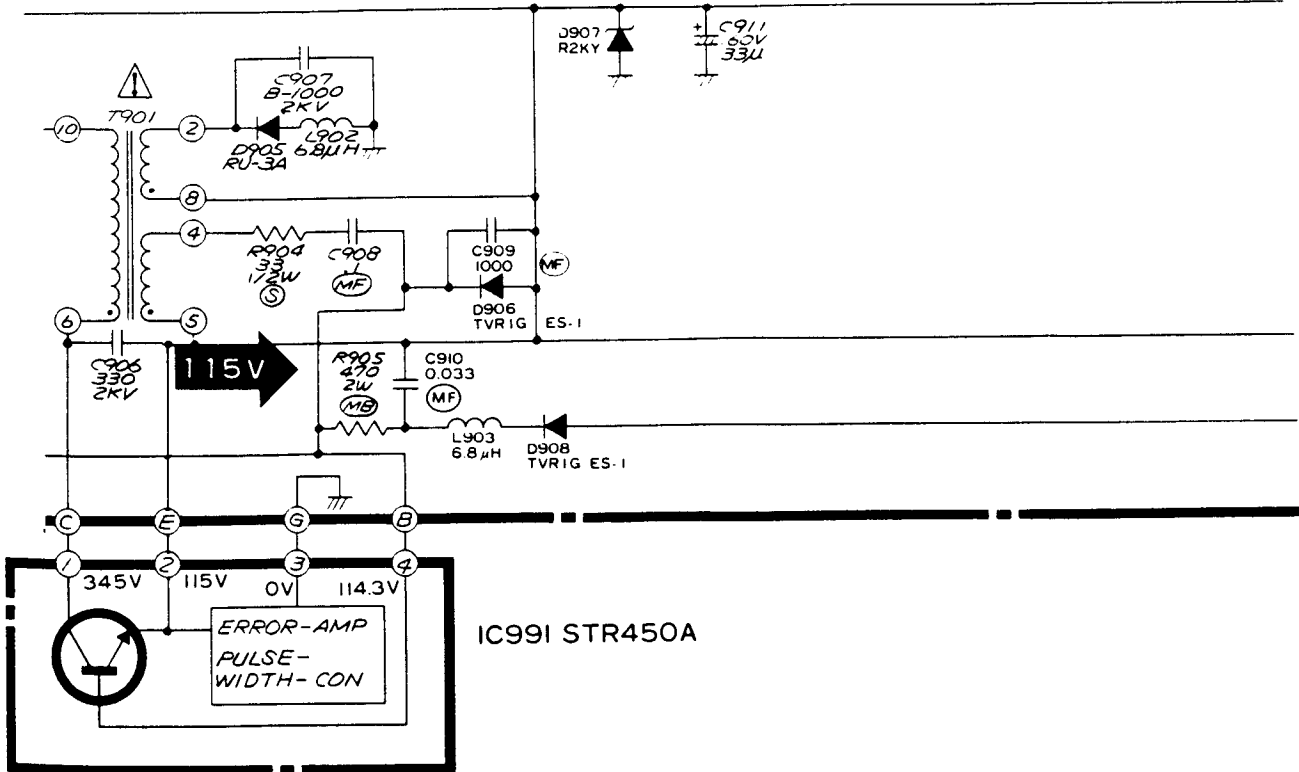 D907
R2KY
C911
33µ
C907
B-1000
2KV
T901
10
2
L902
D905 6.8µH
RU-3A
8
4
R904
33
1/2W
S
C908
MF
C909
1000
MF
D906
TVR1G ES-1
6
5
C906
330
2KV
115V
R905
470
2W
MB
C910
0.033
MF
L903
6.8µH
D908
TVR1G ES-1
C
E
G
B
1
2
3
4
345V
115V
0V
114.3V
ERROR-AMP
PULSE-
WIDTH-CON
IC991 STR450A